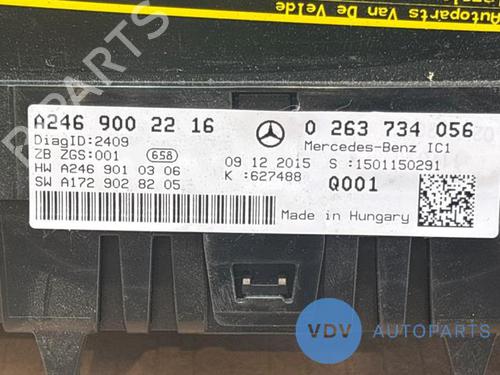 Autoparts Van De Velde
A246 900 22 16
0 263 734 056
DiagID:2409
Mercedes-Benz IC1
ZB ZGS:001
658
09 12 2015 S :1501150291
HW A246 901 03 06
K :627488
Q001
SW A172 902 82 05
Made in Hungary
VDV AUTOPARTS